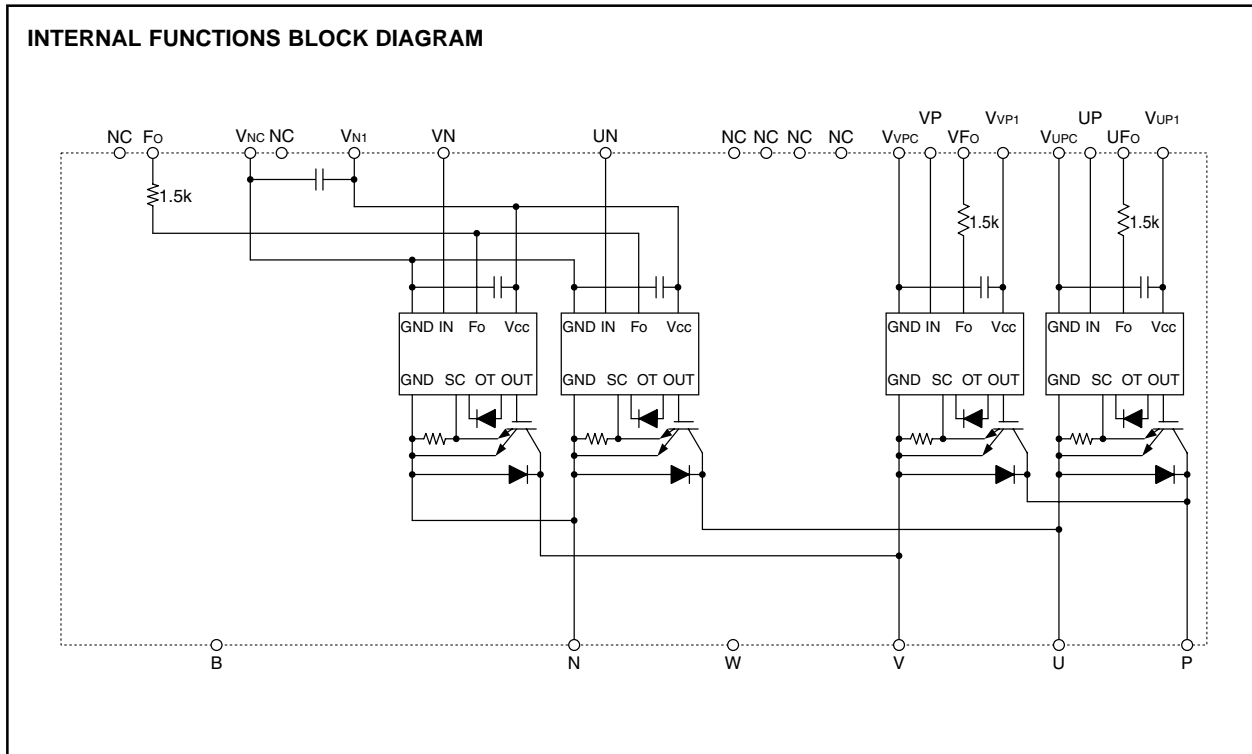 INTERNAL FUNCTIONS BLOCK DIAGRAM
NC FO VNC NC VN1 VN UN NC NC NC NC VVPC VP VFO VVP1 VUPC UP UFO VUP1
1.5k 1.5k 1.5k
GND IN FO VCC GND IN FO VCC GND IN FO VCC GND IN FO VCC
GND SC OT OUT GND SC OT OUT GND SC OT OUT GND SC OT OUT
B N W V U P